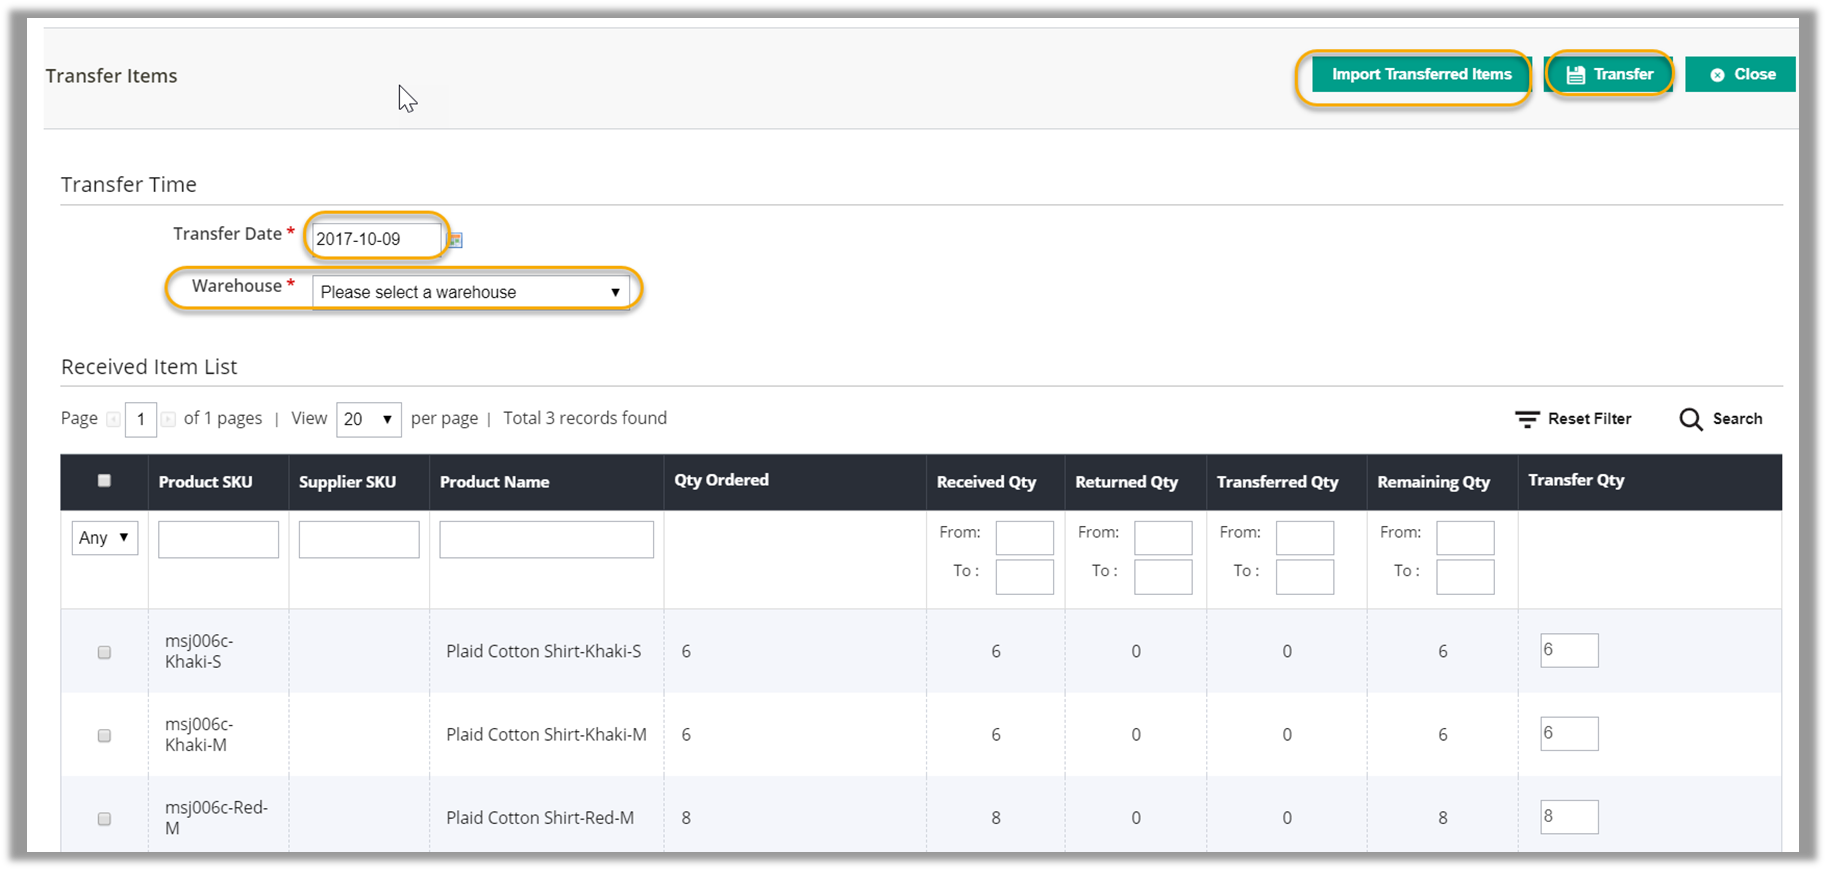 Transfer Items
Import Transferred Items
Transfer
Close
Transfer Time
Transfer Date *
2017-10-09
Warehouse *
Please select a warehouse
Received Item List
Page 1 of 1 pages | View 20 per page | Total 3 records found
Reset Filter
Search
Product SKU Supplier SKU Product Name Qty Ordered Received Qty Returned Qty Transferred Qty Remaining Qty Transfer Qty
Any From: From: From: From:
To : To : To : To :
msj006c-
Khaki-S
Plaid Cotton Shirt-Khaki-S 6 6 0 0 6 6
msj006c-
Khaki-M
Plaid Cotton Shirt-Khaki-M 6 6 0 0 6 6
msj006c-Red-
M
Plaid Cotton Shirt-Red-M 8 8 0 0 8 8